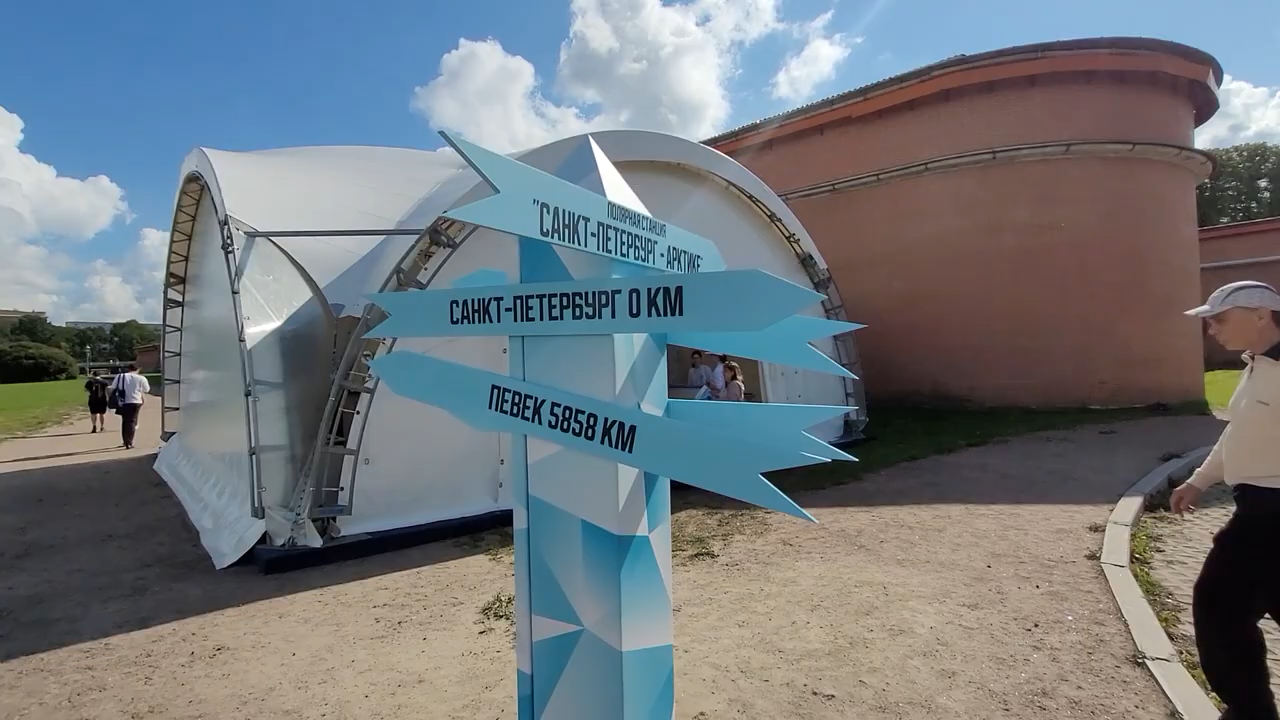 ПОЛЯРНАЯ СТАНЦИЯ
"САНКТ-ПЕТЕРБУРГ - АРКТИКЕ"
САНКТ-ПЕТЕРБУРГ 0 КМ
ПЕВЕК 5858 КМ